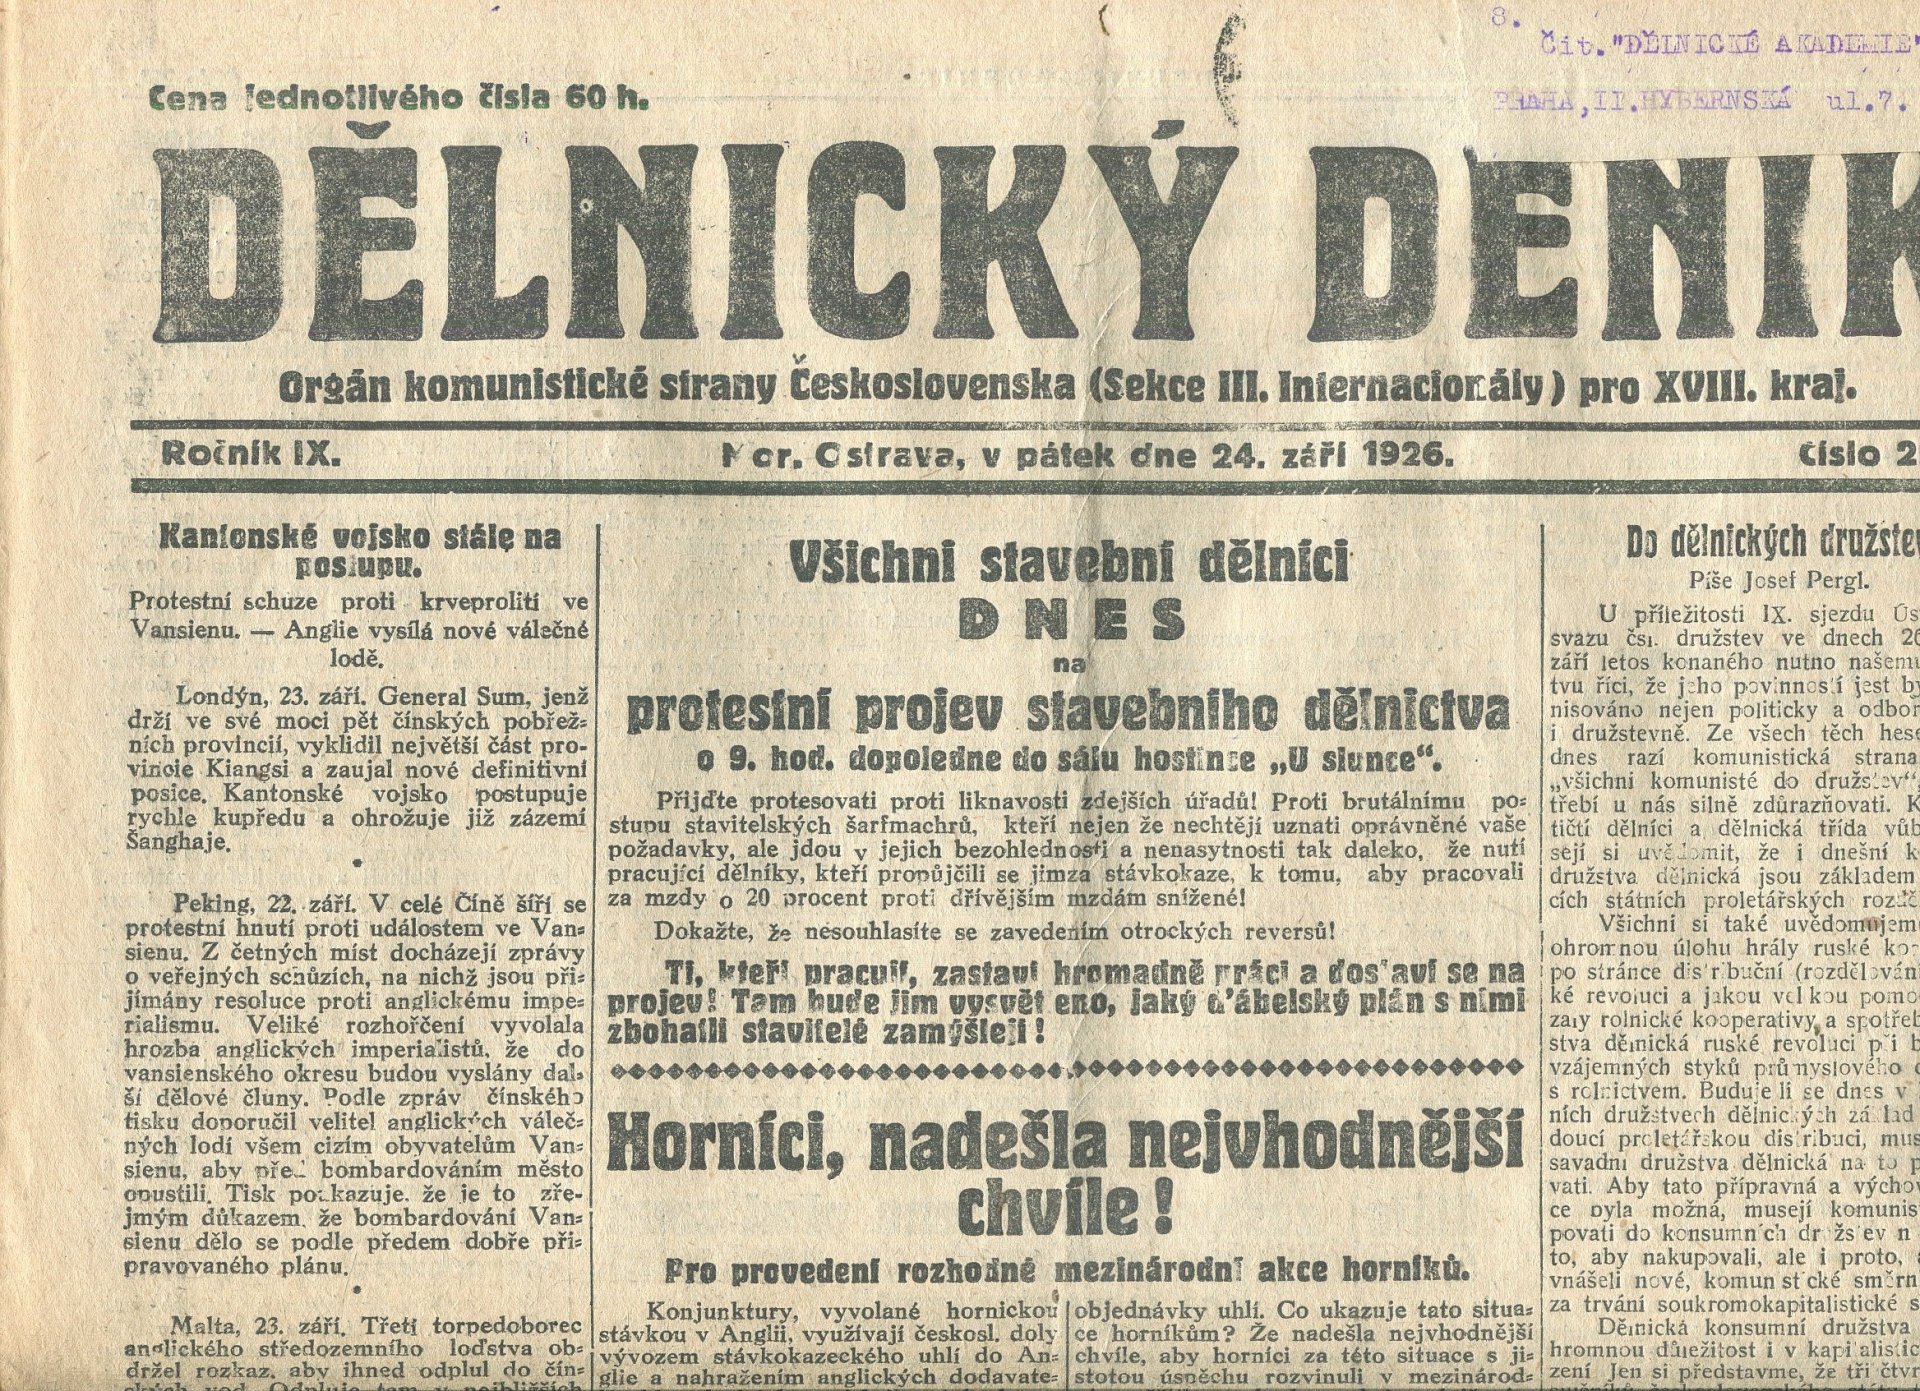 8.
Čit. "DĚLNICKÉ AKADEMIE"
PRAHA, II. HYBERNSKÁ ul.7.
Cena jednotlivého čísla 60 h.
DĚLNICKÝ DENÍK
Orgán komunistické strany Československa (Sekce III. Internacionály) pro XVIII. kraj.
Ročník IX.
Mor. Ostrava, v pátek dne 24. září 1926.
Číslo 2
Kantonské vojsko stále na
postupu.
Protestní schuze proti krveprolití ve
Vansienu. — Anglie vysílá nové válečné
lodě.
Londýn, 23. září. General Sum, jenž
drží ve své moci pět čínských pobřež-
ních provincií, vyklidil největší část pro-
vincie Kiangsi a zaujal nové definitivní
posice. Kantonské vojsko postupuje
rychle kupředu a ohrožuje již zázemí
Šanghaje.
Peking, 22. září. V celé Číně šíří se
protestní hnutí proti událostem ve Van-
sienu. Z četných míst docházejí zprávy
o veřejných schůzích, na nichž jsou při-
jímány resoluce proti anglickému impe-
rialismu. Veliké rozhořčení vyvolala
hrozba anglických imperialistů, že do
vansienského okresu budou vyslány dal-
ší dělové čluny. Podle zpráv čínského
tisku doporučil velitel anglických váleč-
ných lodí všem cizím obyvatelům Van-
sienu, aby před bombardováním město
opustili. Tisk poukazuje, že je to zře-
jmým důkazem, že bombardování Van-
sienu dělo se podle předem dobře při-
pravovaného plánu.
Malta, 23. září. Třetí torpedoborec
anglického středozemního loďstva ob-
držel rozkaz, aby ihned odplul do čín-
ských vod. Odpluje tam v nejbližších
Všichni stavební dělníci
DNES
na
protestní projev stavebního dělnictva
o 9. hod. dopoledne do sálu hostince „U slunce“.
Přijďte protesovati proti liknavosti zdejších úřadů! Proti brutálnímu po-
stupu stavitelských šarfmachrů, kteří nejen že nechtějí uznati oprávněné vaše
požadavky, ale jdou v jejich bezohlednosti a nenasytnosti tak daleko, že nutí
pracující dělníky, kteří propůjčili se jimza stávkokaze, k tomu, aby pracovali
za mzdy o 20 procent proti dřívějším mzdám snížené!
Dokažte, že nesouhlasíte se zavedením otrockých reversů!
Ti, kteří pracují, zastaví hromadně práci a dostaví se na
projev! Tam bude jim vysvětleno, jaký ďábelský plán s nimi
zbohatlí stavitelé zamýšlejí!
Horníci, nadešla nejvhodnější
chvíle!
Pro provedení rozhodné mezinárodní akce horníků.
Konjunktury, vyvolané hornickou
stávkou v Anglii, využívají českosl. doly
vývozem stávkokazeckého uhlí do An-
glie a nahražením anglických dodavate-
objednávky uhlí. Co ukazuje tato situa-
ce horníkům? Že nadešla nejvhodnější
chvíle, aby horníci za této situace s ji-
stotou úspěchu rozvinuli v mezinárod-
Do dělnických družstev
Píše Josef Pergl.
U příležitosti IX. sjezdu Úst
svazu čsl. družstev ve dnech 26
září letos konaného nutno našemu
tvu říci, že jeho povinností jest by
nisováno nejen politicky a odbor
i družstevně. Ze všech těch hese
dnes razí komunistická strana
„všichni komunisté do družstev“,
třebí u nás silně zdůrazňovati. K
tičtí dělníci a dělnická třída vůb
sejí si uvědomit, že i dnešní k
družstva dělnická jsou základem
cích státních proletářských rozdě
Všichni si také uvědomujeme
ohromnou úlohu hrály ruské ko
po stránce distribuční (rozdělování
ké revoluci a jakou velkou pomo
zaly rolnické kooperativy a spotřeb
stva dělnická ruské revoluci při b
vzájemných styků průmyslového d
s rolnictvem. Buduje-li se dnes v
ních družstvech dělnických základ
doucí proletářskou distribuci, mus
savadní družstva dělnická na to p
vati. Aby tato přípravná a výchov
ce byla možná, musejí komunis
povati do konsumních družstev n
to, aby nakupovali, ale i proto, a
vnášeli nové, komunistické směrn
za trvání soukromokapitalistické s
Dělnická konsumní družstva
hromnou důležitost i v kapitalistic
zení. Jen si představme, že tři čtvr